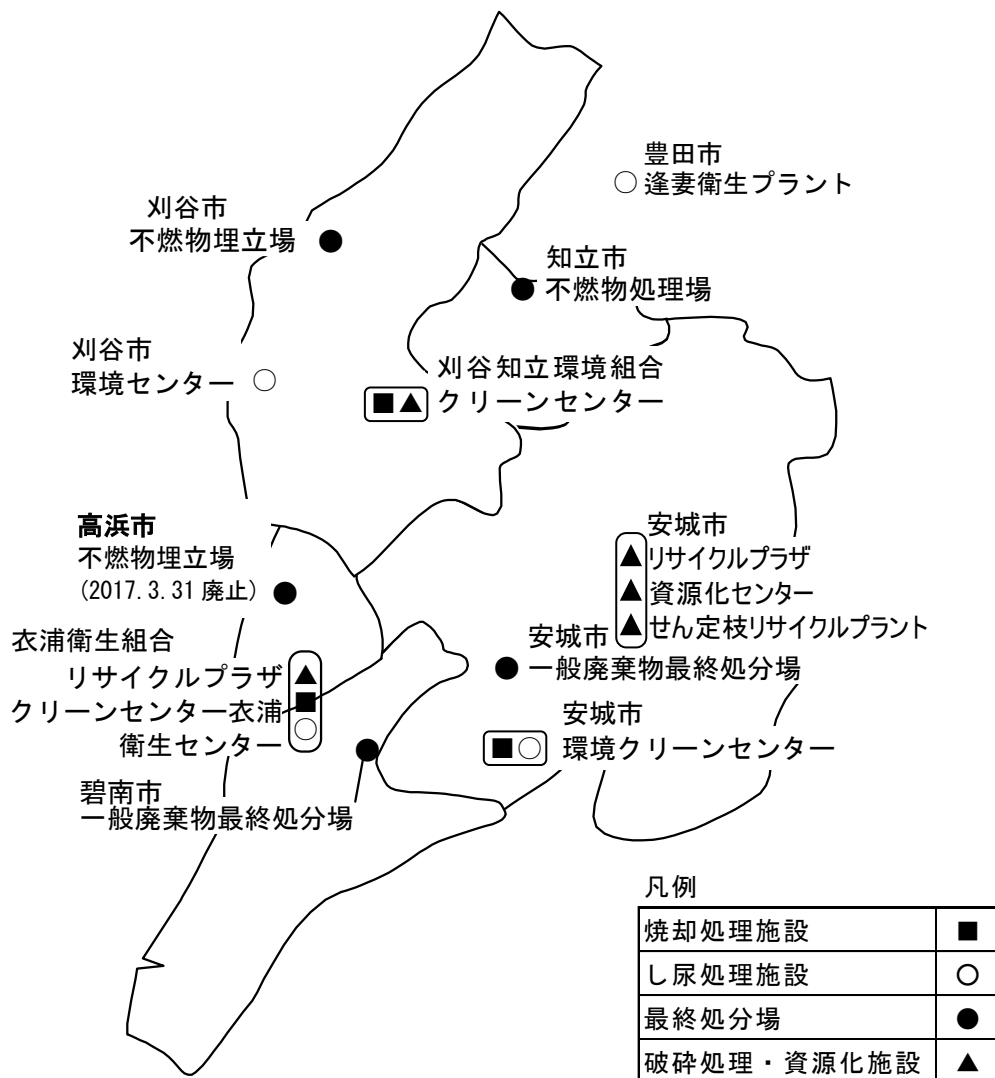 豊田市
○ 逢妻衛生プラント
刈谷市
不燃物埋立場 ●
知立市
● 不燃物処理場
刈谷市
環境センター ○
刈谷知立環境組合
■▲ クリーンセンター
高浜市
不燃物埋立場
(2017.3.31 廃止) ●
安城市
▲リサイクルプラザ
▲資源化センター
▲せん定枝リサイクルプラント
衣浦衛生組合
リサイクルプラザ ▲
クリーンセンター衣浦 ■
衛生センター ○
安城市
● 一般廃棄物最終処分場
安城市
■○ 環境クリーンセンター
碧南市
一般廃棄物最終処分場
凡例
焼却処理施設 ■
し尿処理施設 ○
最終処分場 ●
破砕処理・資源化施設 ▲